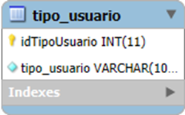 tipo_usuario
idTipoUsuario INT(11)
tipo_usuario VARCHAR(10...
Indexes